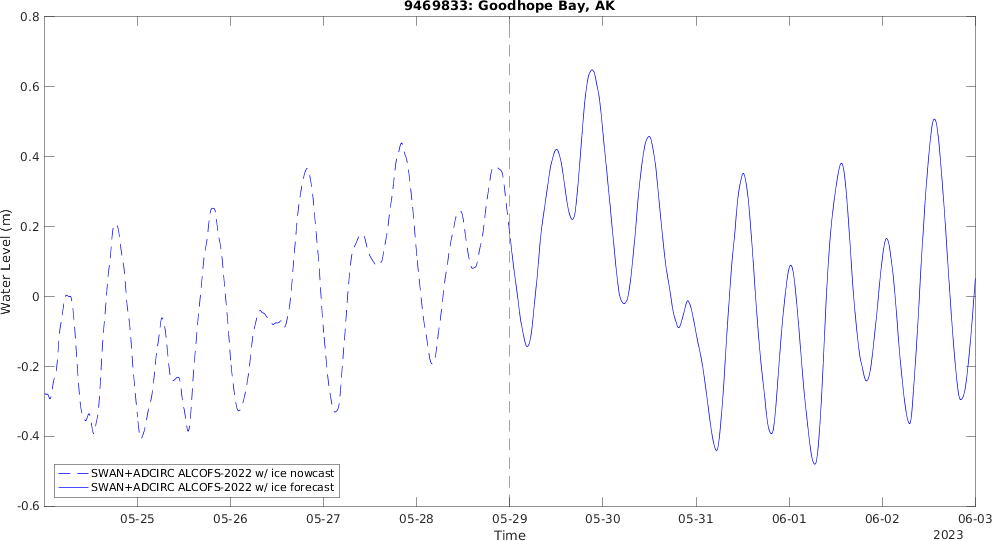 9469833: Goodhope Bay, AK
0.8
0.6
0.4
0.2
0
-0.2
-0.4
-0.6
Water Level (m)
SWAN+ADCIRC ALCOFS-2022 w/ ice nowcast
SWAN+ADCIRC ALCOFS-2022 w/ ice forecast
05-25 05-26 05-27 05-28 05-29 05-30 05-31 06-01 06-02 06-03
Time
2023